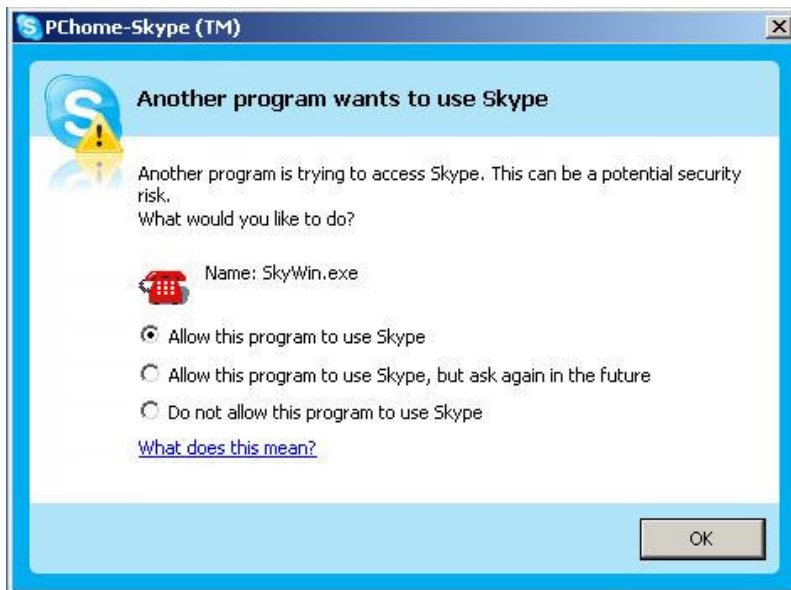 PChome-Skype (TM)
Another program wants to use Skype
Another program is trying to access Skype. This can be a potential security
risk.
What would you like to do?
Name: SkyWin.exe
Allow this program to use Skype
Allow this program to use Skype, but ask again in the future
Do not allow this program to use Skype
What does this mean?
OK